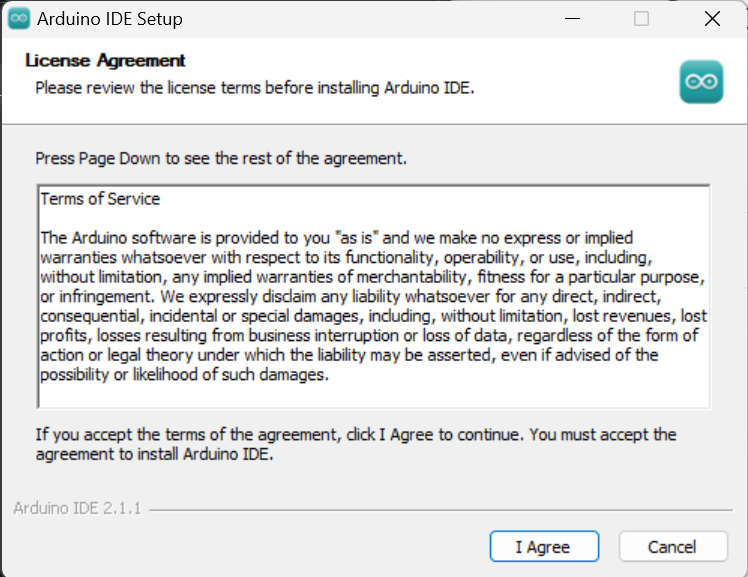 Arduino IDE Setup
License Agreement
Please review the license terms before installing Arduino IDE.
Press Page Down to see the rest of the agreement.
Terms of Service
The Arduino software is provided to you "as is" and we make no express or implied
warranties whatsoever with respect to its functionality, operability, or use, including,
without limitation, any implied warranties of merchantability, fitness for a particular purpose,
or infringement. We expressly disclaim any liability whatsoever for any direct, indirect,
consequential, incidental or special damages, including, without limitation, lost revenues, lost
profits, losses resulting from business interruption or loss of data, regardless of the form of
action or legal theory under which the liability may be asserted, even if advised of the
possibility or likelihood of such damages.
If you accept the terms of the agreement, click I Agree to continue. You must accept the
agreement to install Arduino IDE.
Arduino IDE 2.1.1
I Agree
Cancel